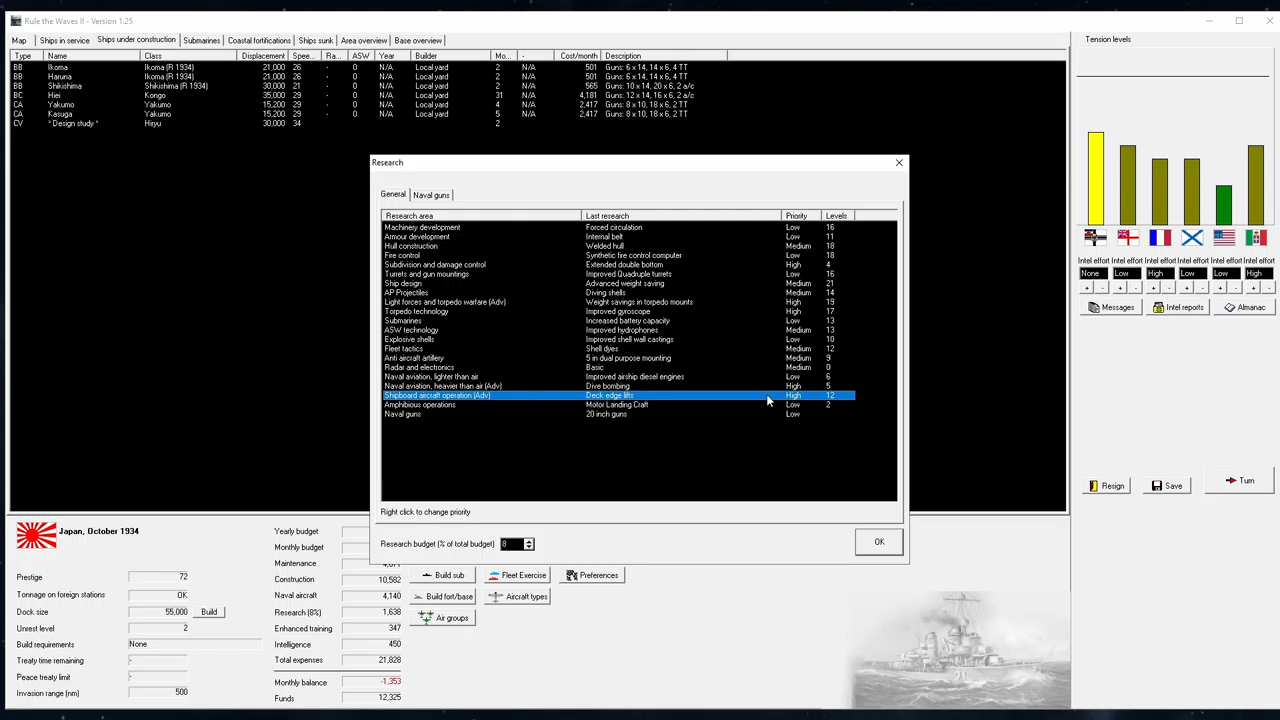 Rule the Waves II - Version 1.25
Map Ships in service Ships under construction Submarines Coastal fortifications Ships sunk Area overview Base overview
Type Name Class Displacement Spee... Ra... ASW Year Builder Mo... - Cost/month Description
BB Ikoma Ikoma (R 1934) 21,000 26 - 0 N/A Local yard 2 N/A 501 Guns: 6 x 14, 14 x 6, 4 TT
BB Haruna Ikoma (R 1934) 21,000 26 - 0 N/A Local yard 2 N/A 501 Guns: 6 x 14, 14 x 6, 4 TT
BB Shikishima Shikishima (R 1934) 30,000 21 - 0 N/A Local yard 2 N/A 565 Guns: 10 x 14, 20 x 6, 2 a/c
BC Hiei Kongo 35,000 29 - 0 N/A Local yard 31 N/A 4,181 Guns: 12 x 14, 16 x 6, 2 a/c
CA Yakumo Yakumo 15,200 29 - 0 N/A Local yard 4 N/A 2,417 Guns: 8 x 10, 18 x 6, 2 TT
CA Kasuga Yakumo 15,200 29 - 0 N/A Local yard 5 N/A 2,417 Guns: 8 x 10, 18 x 6, 2 TT
CV * Design study * Hiryu 30,000 34 2
Tension levels
Research
General Naval guns
Research area Last research Priority Levels
Machinery development Forced circulation Low 16
Armour development Internal belt Low 11
Hull construction Welded hull Medium 18
Fire control Synthetic fire control computer Low 18
Subdivision and damage control Extended double bottom High 4
Turrets and gun mountings Improved Quadruple turrets Low 16
Ship design Advanced weight saving Medium 21
AP Projectiles Diving shells Medium 14
Light forces and torpedo warfare (Adv) Weight savings in torpedo mounts High 19
Torpedo technology Improved gyroscope High 17
Submarines Increased battery capacity Low 13
ASW technology Improved hydrophones Medium 13
Explosive shells Improved shell wall castings Low 10
Fleet tactics Shell dyes Medium 12
Anti aircraft artillery 5 in dual purpose mounting Medium 9
Radar and electronics Basic Medium 0
Naval aviation, lighter than air Improved airship diesel engines Low 6
Naval aviation, heavier than air (Adv) Dive bombing High 5
Shipboard aircraft operation (Adv) Deck edge lifts High 12
Amphibious operations Motor Landing Craft Low 2
Naval guns 20 inch guns Low
Right click to change priority
Research budget (% of total budget) 8
OK
Intel effort Intel effort Intel effort Intel effort Intel effort Intel effort
None Low High Low Low High
+ - + - + - + - + - + -
Messages Intel reports Almanac
Resign Save Turn
Japan, October 1934
Prestige 72
Tonnage on foreign stations OK
Dock size 55,000 Build
Unrest level 2
Build requirements None
Treaty time remaining -
Peace treaty limit -
Invasion range (nm) 500
Yearly budget
Monthly budget
Maintenance
Construction 10,582
Naval aircraft 4,140
Research (8%) 1,638
Enhanced training 347
Intelligence 450
Total expenses 21,828
Monthly balance -1,353
Funds 12,325
Build sub Fleet Exercise Preferences
Build fort/base Aircraft types
Air groups